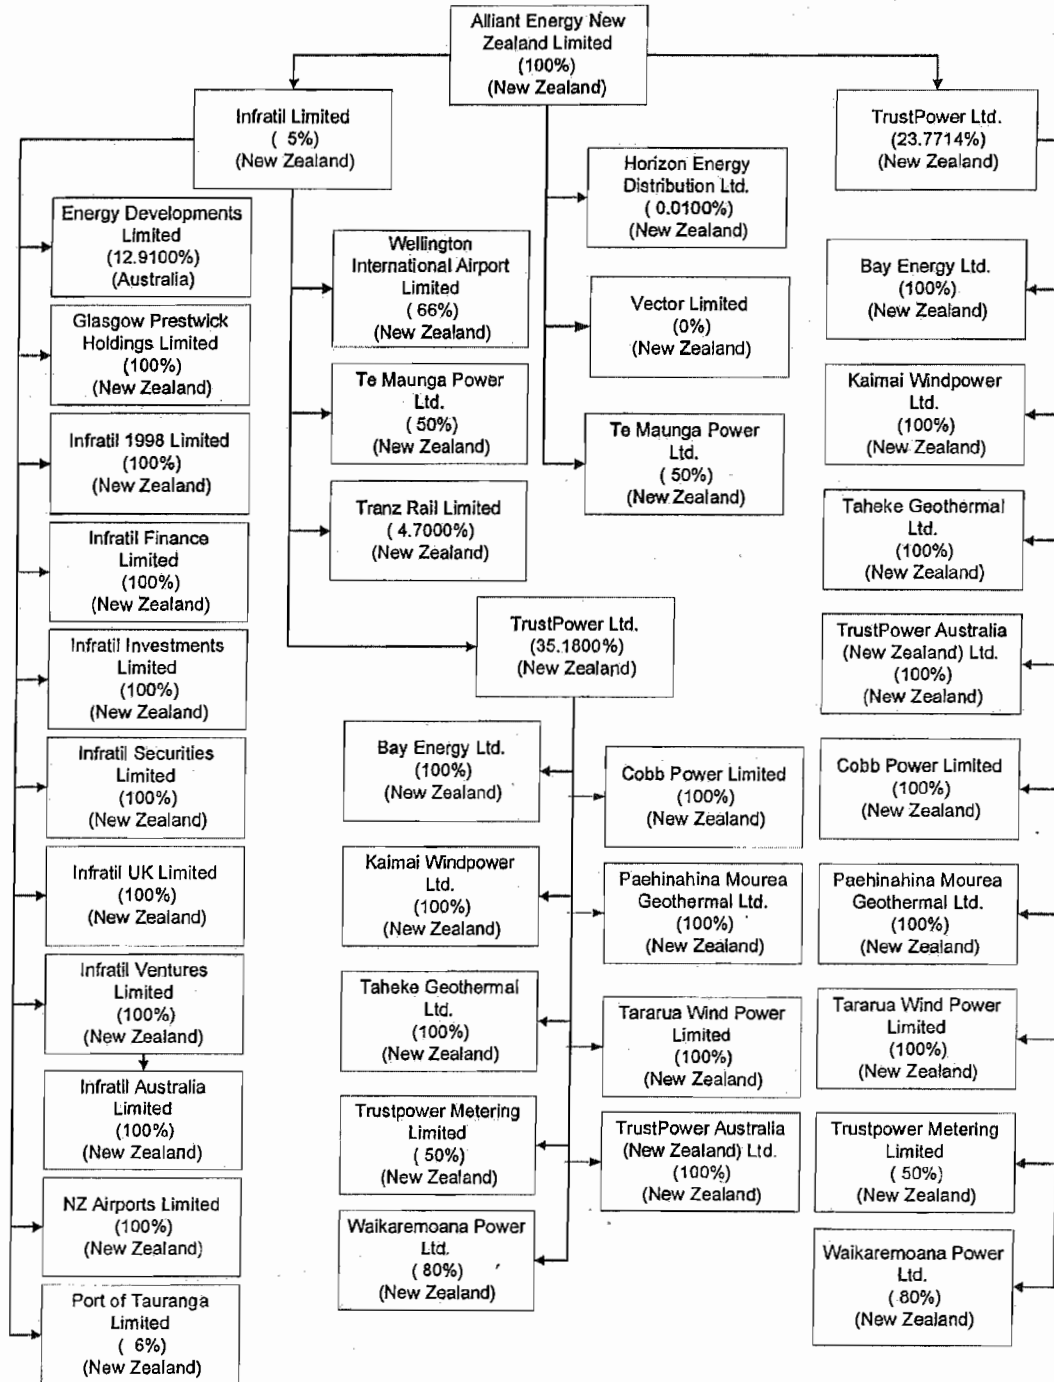 Alliant Energy New
Zealand Limited
(100%)
(New Zealand)
Infratil Limited
( 5%)
(New Zealand)
TrustPower Ltd.
(23.7714%)
(New Zealand)
Horizon Energy
Distribution Ltd.
( 0.0100%)
(New Zealand)
Energy Developments
Limited
(12.9100%)
(Australia)
Wellington
International Airport
Limited
( 66%)
(New Zealand)
Bay Energy Ltd.
(100%)
(New Zealand)
Vector Limited
(0%)
(New Zealand)
Glasgow Prestwick
Holdings Limited
(100%)
(New Zealand)
Te Maunga Power
Ltd.
( 50%)
(New Zealand)
Kaimai Windpower
Ltd.
(100%)
(New Zealand)
Te Maunga Power
Ltd.
( 50%)
(New Zealand)
Infratil 1998 Limited
(100%)
(New Zealand)
Tranz Rail Limited
( 4.7000%)
(New Zealand)
Taheke Geothermal
Ltd.
(100%)
(New Zealand)
Infratil Finance
Limited
(100%)
(New Zealand)
TrustPower Ltd.
(35.1800%)
(New Zealand)
TrustPower Australia
(New Zealand) Ltd.
(100%)
(New Zealand)
Infratil Investments
Limited
(100%)
(New Zealand)
Bay Energy Ltd.
(100%)
(New Zealand)
Cobb Power Limited
(100%)
(New Zealand)
Cobb Power Limited
(100%)
(New Zealand)
Infratil Securities
Limited
(100%)
(New Zealand)
Kaimai Windpower
Ltd.
(100%)
(New Zealand)
Paehinahina Mourea
Geothermal Ltd.
(100%)
(New Zealand)
Paehinahina Mourea
Geothermal Ltd.
(100%)
(New Zealand)
Infratil UK Limited
(100%)
(New Zealand)
Infratil Ventures
Limited
(100%)
(New Zealand)
Taheke Geothermal
Ltd.
(100%)
(New Zealand)
Tararua Wind Power
Limited
(100%)
(New Zealand)
Tararua Wind Power
Limited
(100%)
(New Zealand)
Infratil Australia
Limited
(100%)
(New Zealand)
Trustpower Metering
Limited
( 50%)
(New Zealand)
TrustPower Australia
(New Zealand) Ltd.
(100%)
(New Zealand)
Trustpower Metering
Limited
( 50%)
(New Zealand)
NZ Airports Limited
(100%)
(New Zealand)
Waikaremoana Power
Ltd.
( 80%)
(New Zealand)
Waikaremoana Power
Ltd.
( 80%)
(New Zealand)
Port of Tauranga
Limited
( 6%)
(New Zealand)